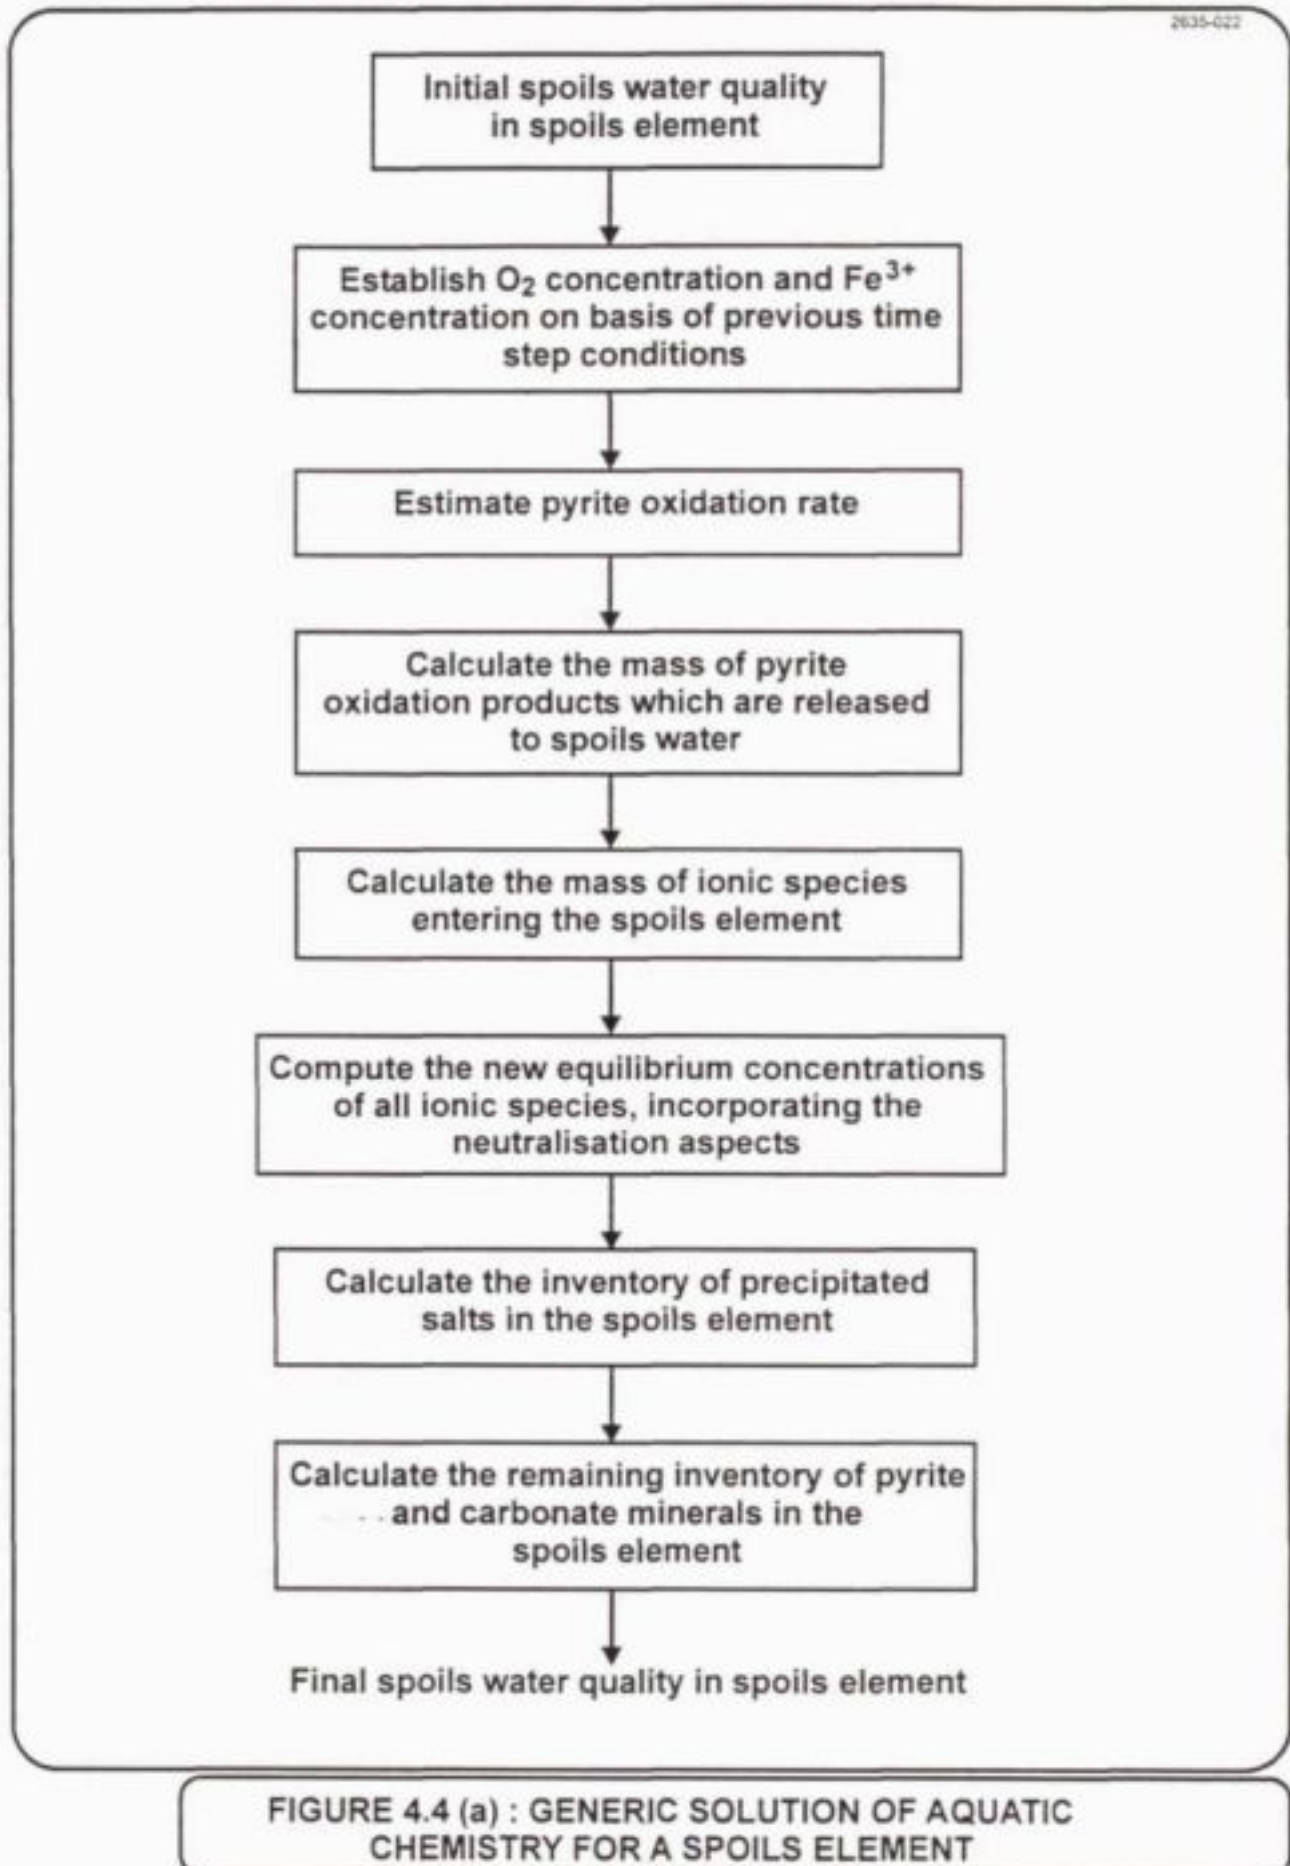 2635-022
Initial spoils water quality
in spoils element
Establish O₂ concentration and Fe³⁺
concentration on basis of previous time
step conditions
Estimate pyrite oxidation rate
Calculate the mass of pyrite
oxidation products which are released
to spoils water
Calculate the mass of ionic species
entering the spoils element
Compute the new equilibrium concentrations
of all ionic species, incorporating the
neutralisation aspects
Calculate the inventory of precipitated
salts in the spoils element
Calculate the remaining inventory of pyrite
and carbonate minerals in the
spoils element
Final spoils water quality in spoils element
FIGURE 4.4 (a) : GENERIC SOLUTION OF AQUATIC
CHEMISTRY FOR A SPOILS ELEMENT